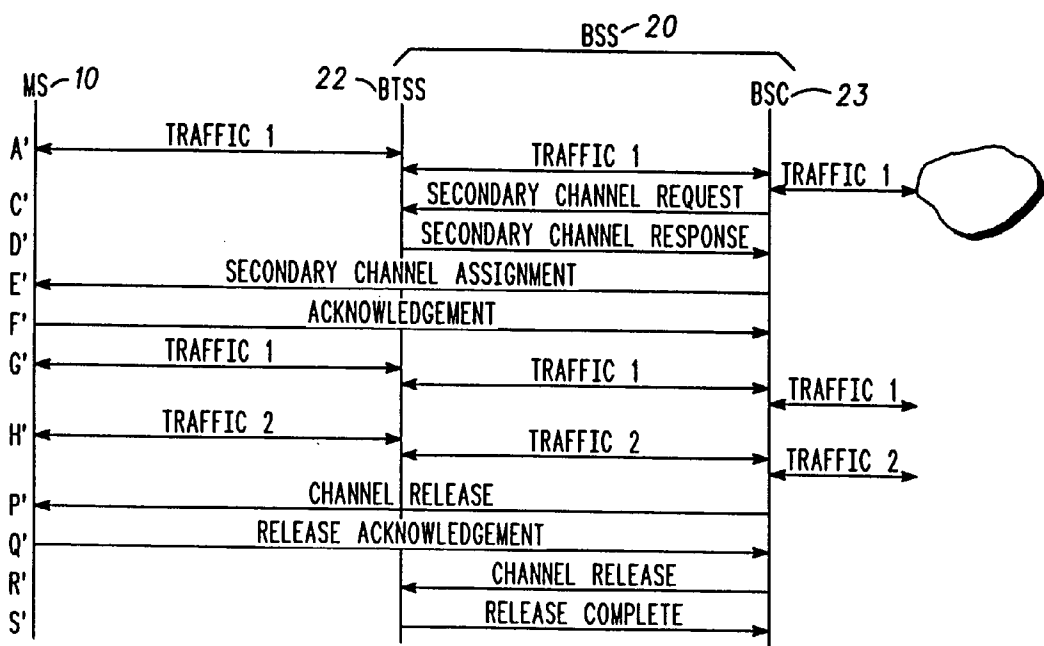 BSS 20
MS 10
22 BTSS
BSC 23
A' TRAFFIC 1
TRAFFIC 1
TRAFFIC 1
C' SECONDARY CHANNEL REQUEST
D' SECONDARY CHANNEL RESPONSE
E' SECONDARY CHANNEL ASSIGNMENT
F' ACKNOWLEDGEMENT
G' TRAFFIC 1
TRAFFIC 1
TRAFFIC 1
H' TRAFFIC 2
TRAFFIC 2
TRAFFIC 2
P' CHANNEL RELEASE
Q' RELEASE ACKNOWLEDGEMENT
R' CHANNEL RELEASE
S' RELEASE COMPLETE